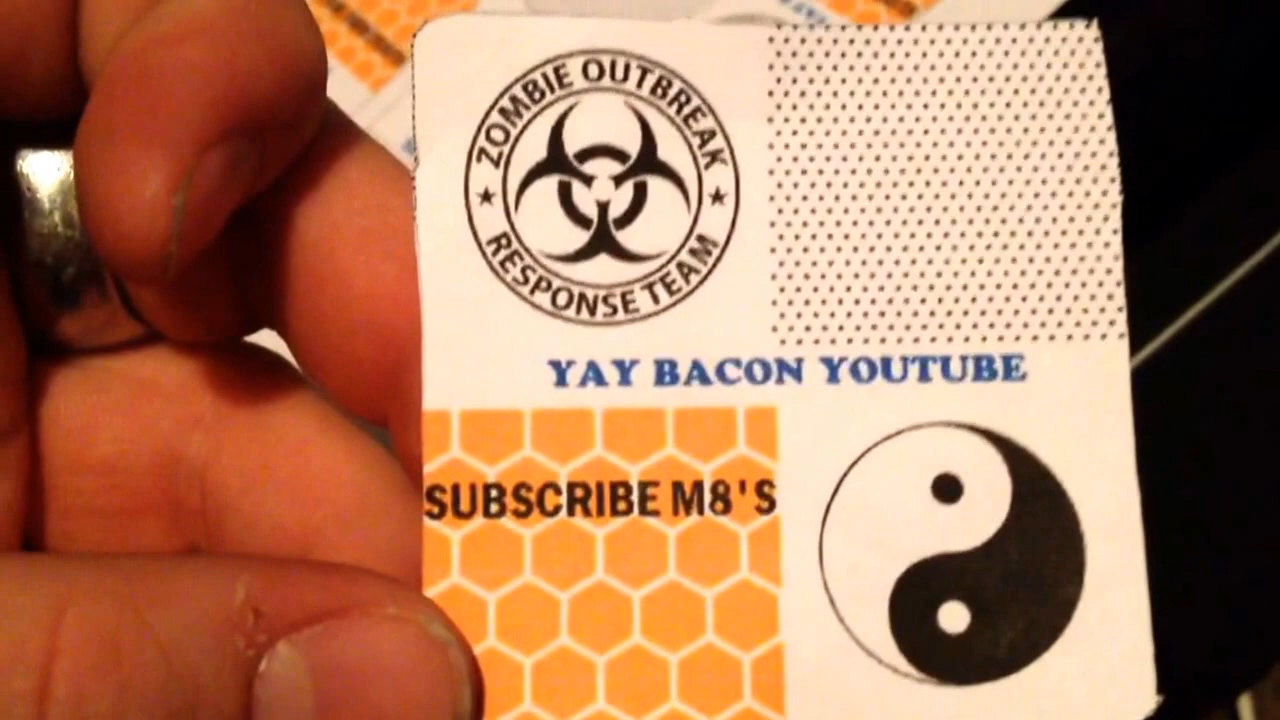 ZOMBIE OUTBREAK
RESPONSE TEAM
YAY BACON YOUTUBE
SUBSCRIBE M8'S